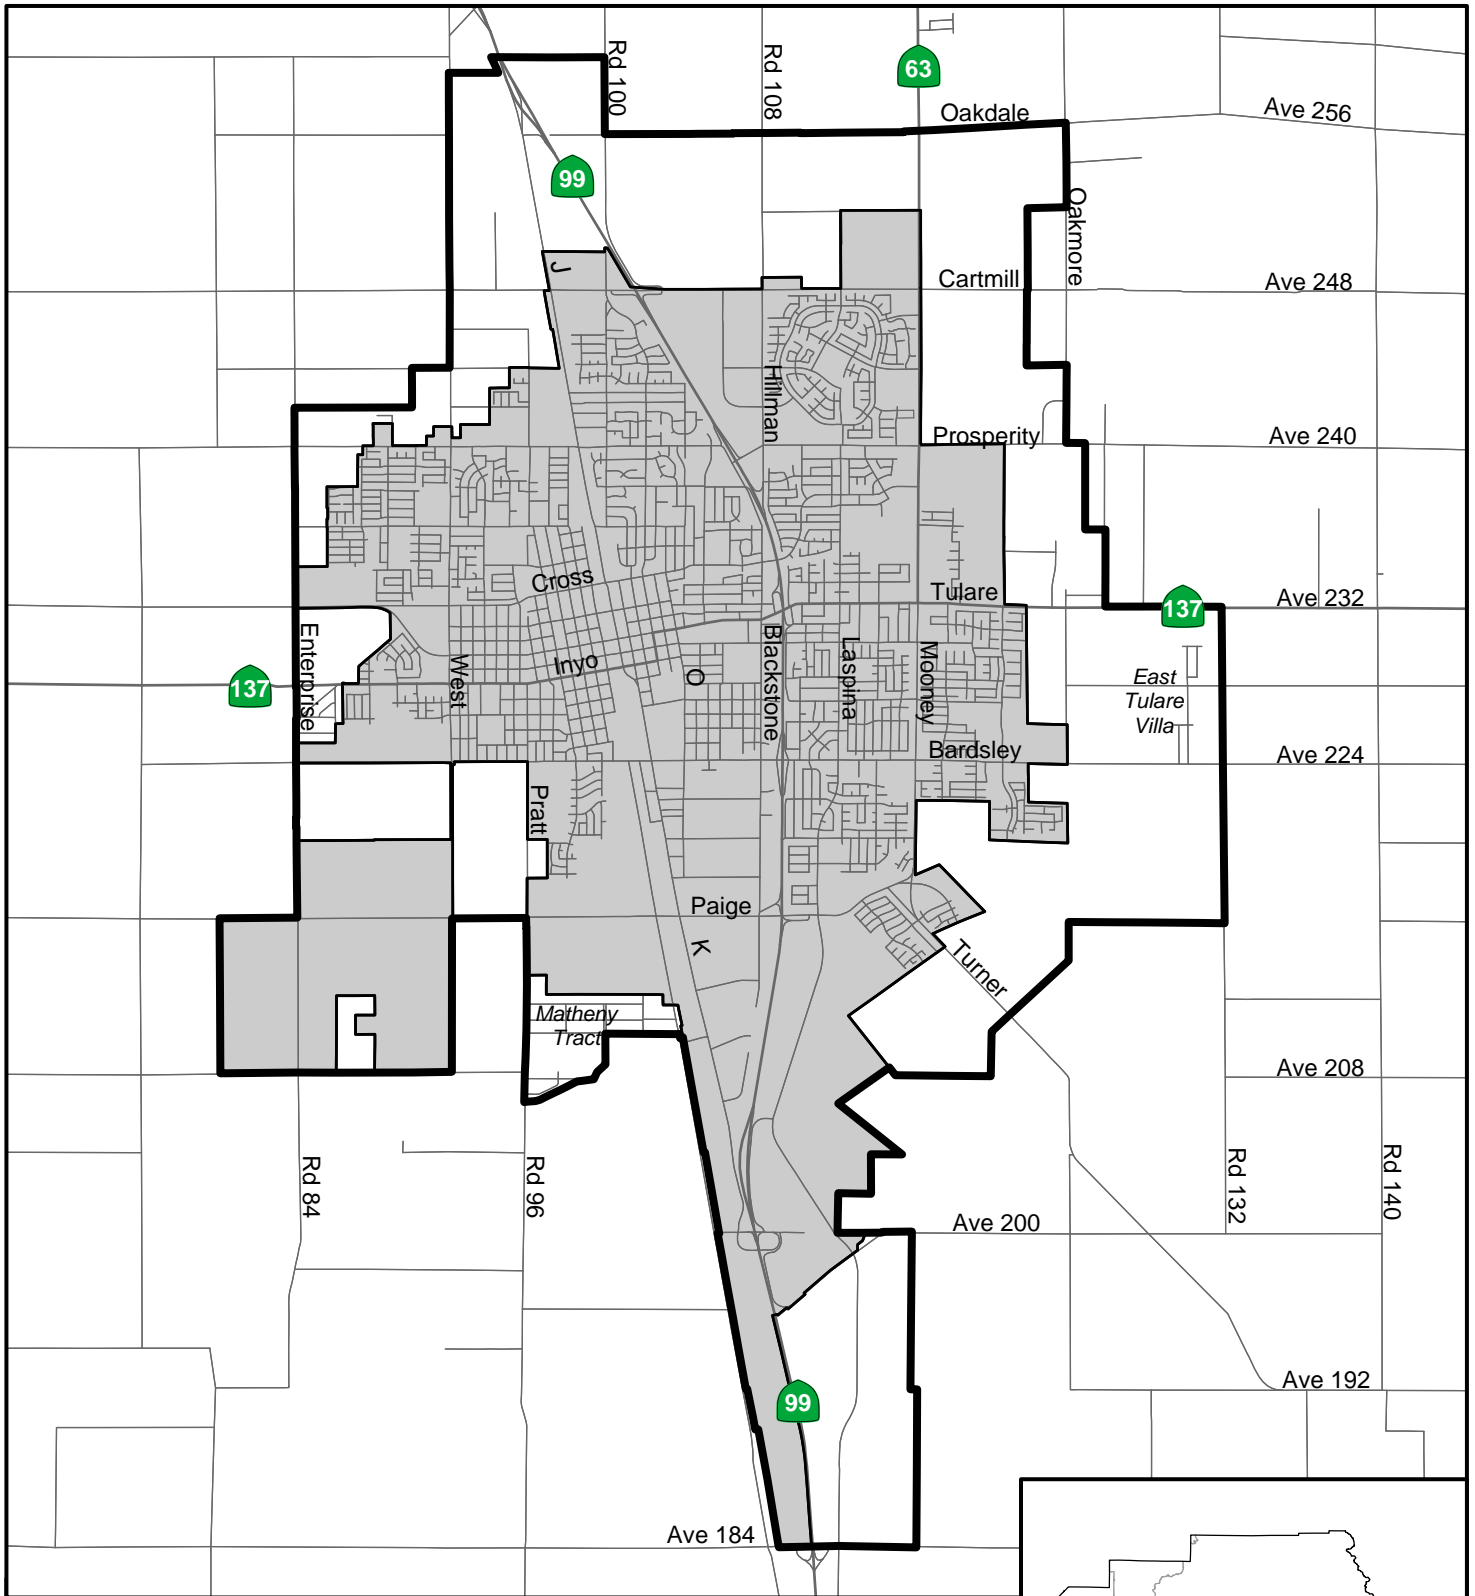 Rd 100
Rd 108
63
Oakdale
Ave 256
99
Oakmore
J
Cartmill
Ave 248
Hillman
Prosperity
Ave 240
Cross
Tulare
137
Ave 232
Enterprise
West
Inyo
O
Blackstone
Laspina
Mooney
137
East
Tulare
Villa
Bardsley
Ave 224
Pratt
Paige
K
Turner
Matheny
Tract
Ave 208
Rd 84
Rd 96
Rd 132
Rd 140
Ave 200
Ave 192
99
Ave 184